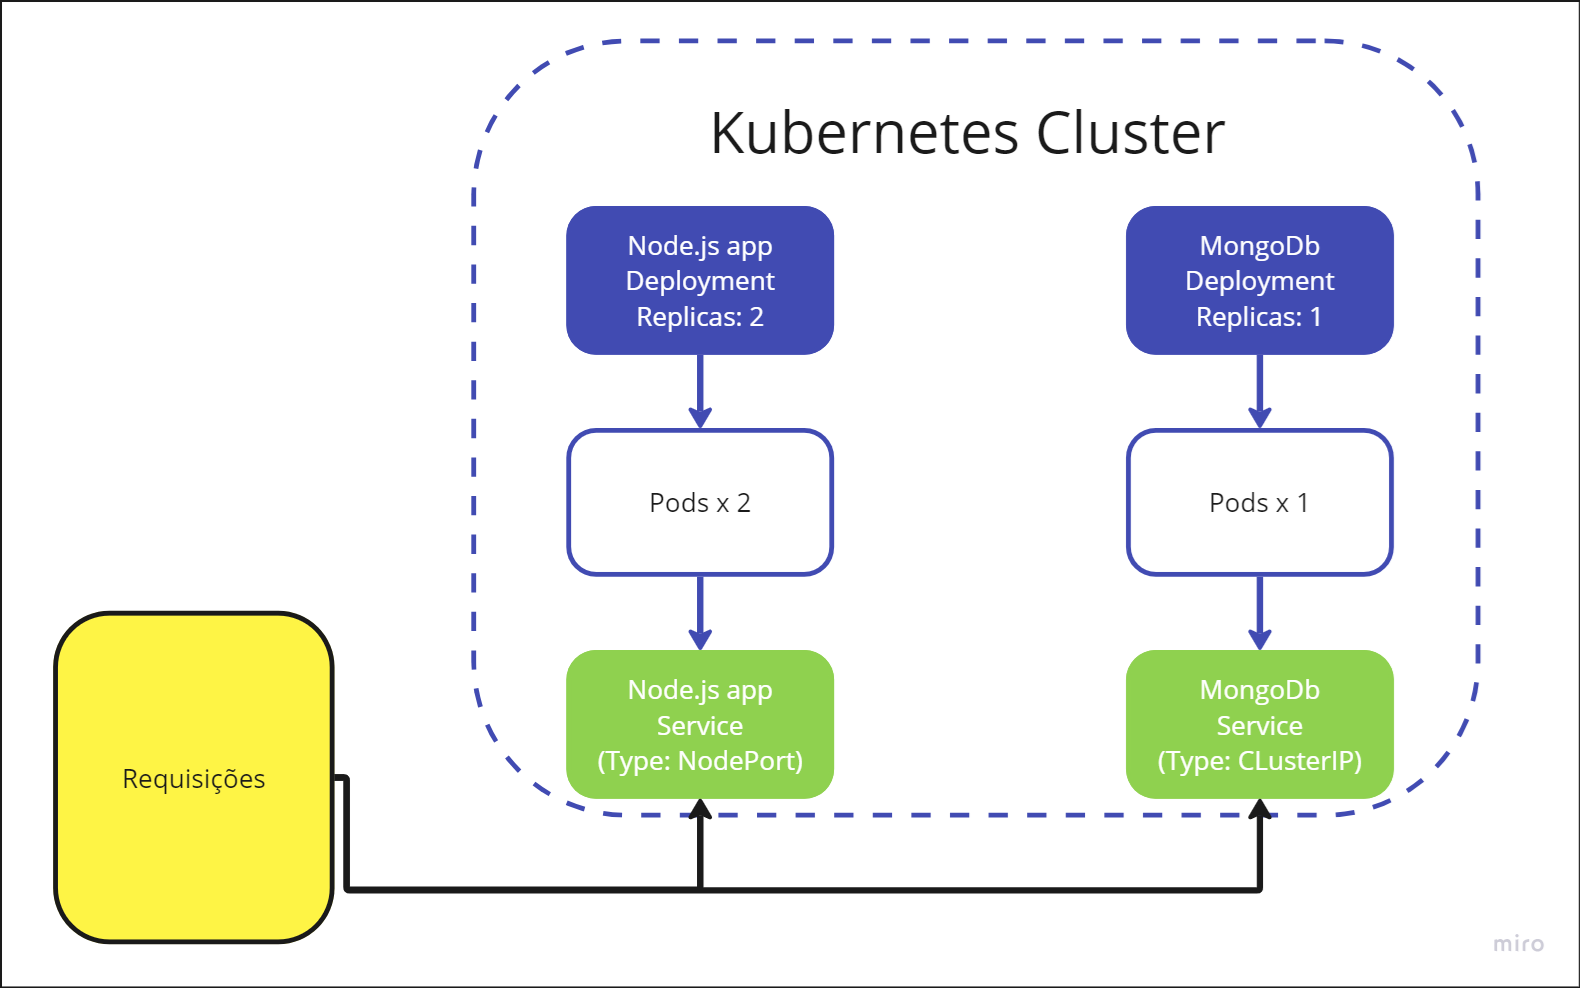 Kubernetes Cluster
Node.js app
Deployment
Replicas: 2
MongoDb
Deployment
Replicas: 1
Pods x 2
Pods x 1
Node.js app
Service
(Type: NodePort)
MongoDb
Service
(Type: CLusterIP)
Requisições
miro